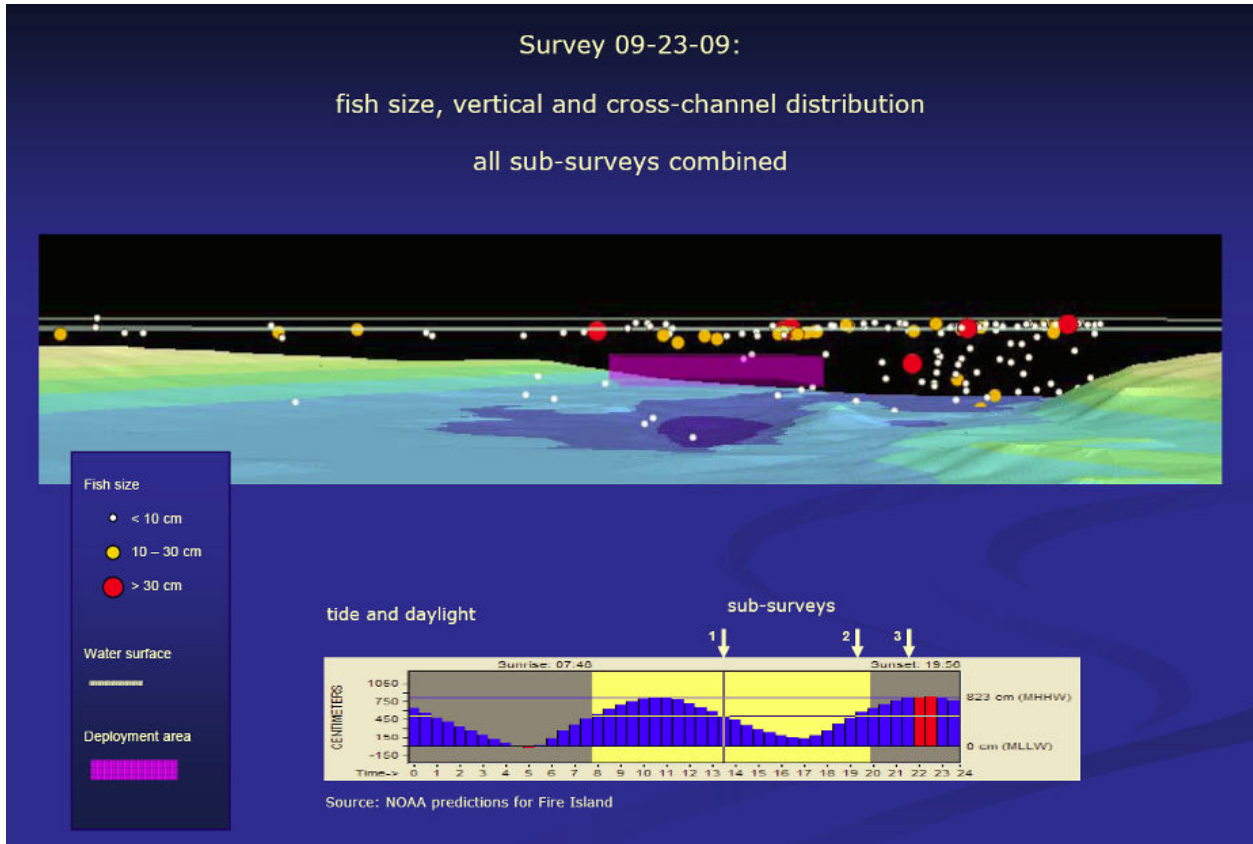 Survey 09-23-09:
fish size, vertical and cross-channel distribution
all sub-surveys combined
Fish size
< 10 cm
10 – 30 cm
> 30 cm
Water surface
Deployment area
tide and daylight
sub-surveys
1 2 3
Sunrise: 07:48 Sunset: 19:56
CENTIMETERS
1050
750
450
150
-150
823 cm (MHHW)
0 cm (MLLW)
Time-> 0 1 2 3 4 5 6 7 8 9 10 11 12 13 14 15 16 17 18 19 20 21 22 23 24
Source: NOAA predictions for Fire Island